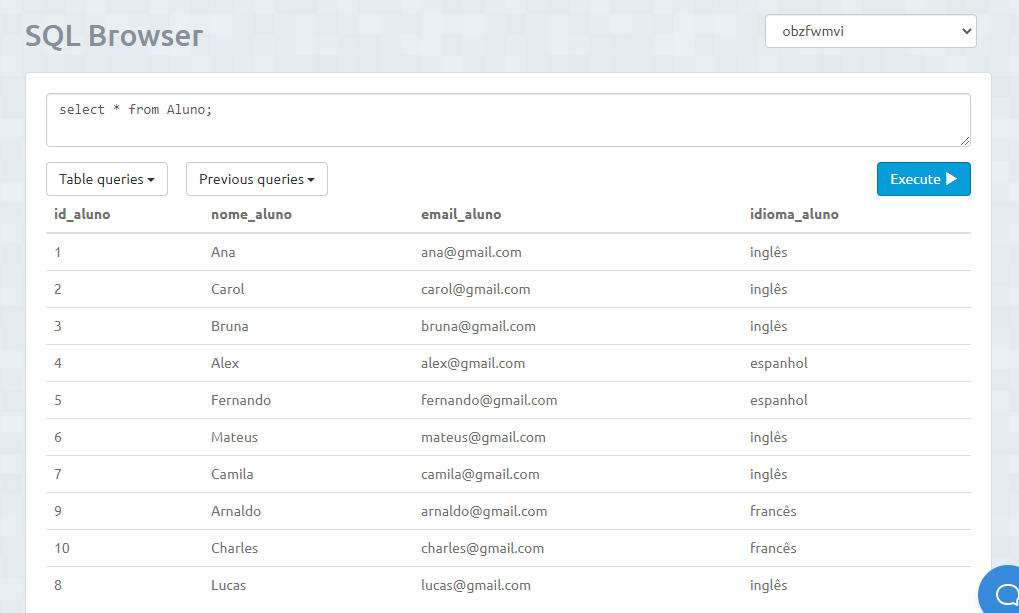 SQL Browser
obzfwmvi
select * from Aluno;
Table queries
Previous queries
Execute
id_aluno nome_aluno email_aluno idioma_aluno
1 Ana ana@gmail.com inglês
2 Carol carol@gmail.com inglês
3 Bruna bruna@gmail.com inglês
4 Alex alex@gmail.com espanhol
5 Fernando fernando@gmail.com espanhol
6 Mateus mateus@gmail.com inglês
7 Camila camila@gmail.com inglês
9 Arnaldo arnaldo@gmail.com francês
10 Charles charles@gmail.com francês
8 Lucas lucas@gmail.com inglês